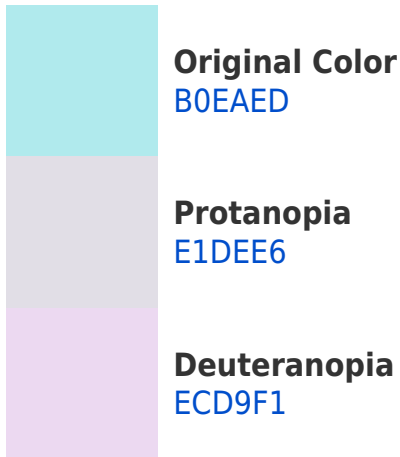 Original Color
B0EAED
Protanopia
E1DEE6
Deuteranopia
ECD9F1